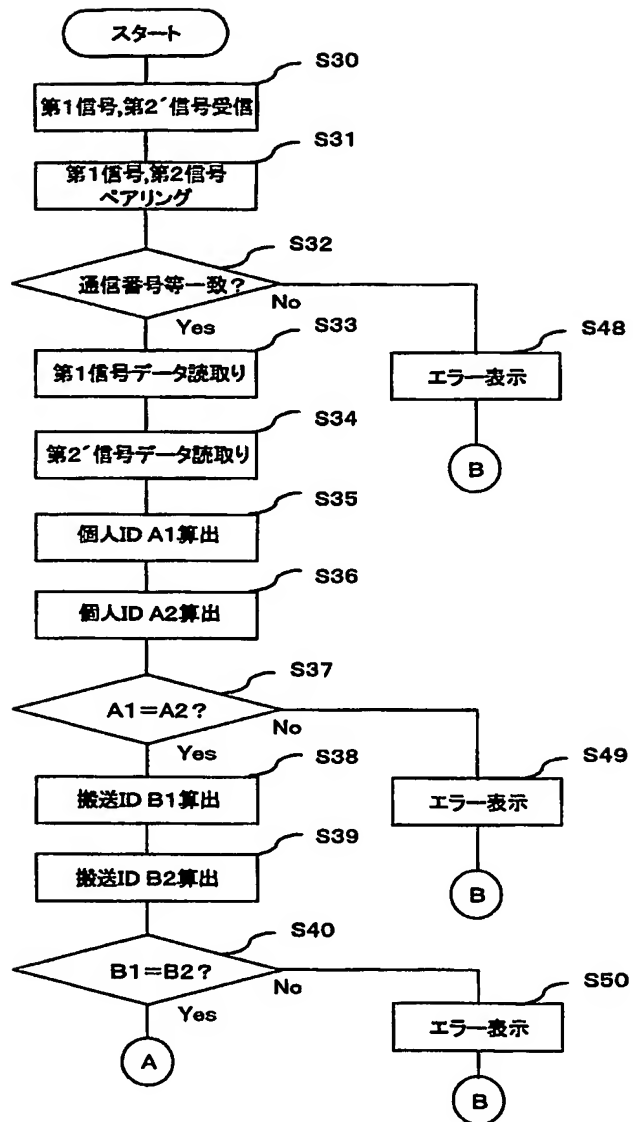 スタート
S30
第1信号,第2´信号受信
S31
第1信号,第2信号
ペアリング
S32
通信番号等一致?
No
Yes
S33
第1信号データ読取り
S48
エラー表示
S34
第2´信号データ読取り
B
S35
個人ID A1算出
S36
個人ID A2算出
S37
A1=A2?
No
Yes
S38
搬送ID B1算出
S49
エラー表示
S39
搬送ID B2算出
B
S40
B1=B2?
No
Yes
S50
エラー表示
A
B